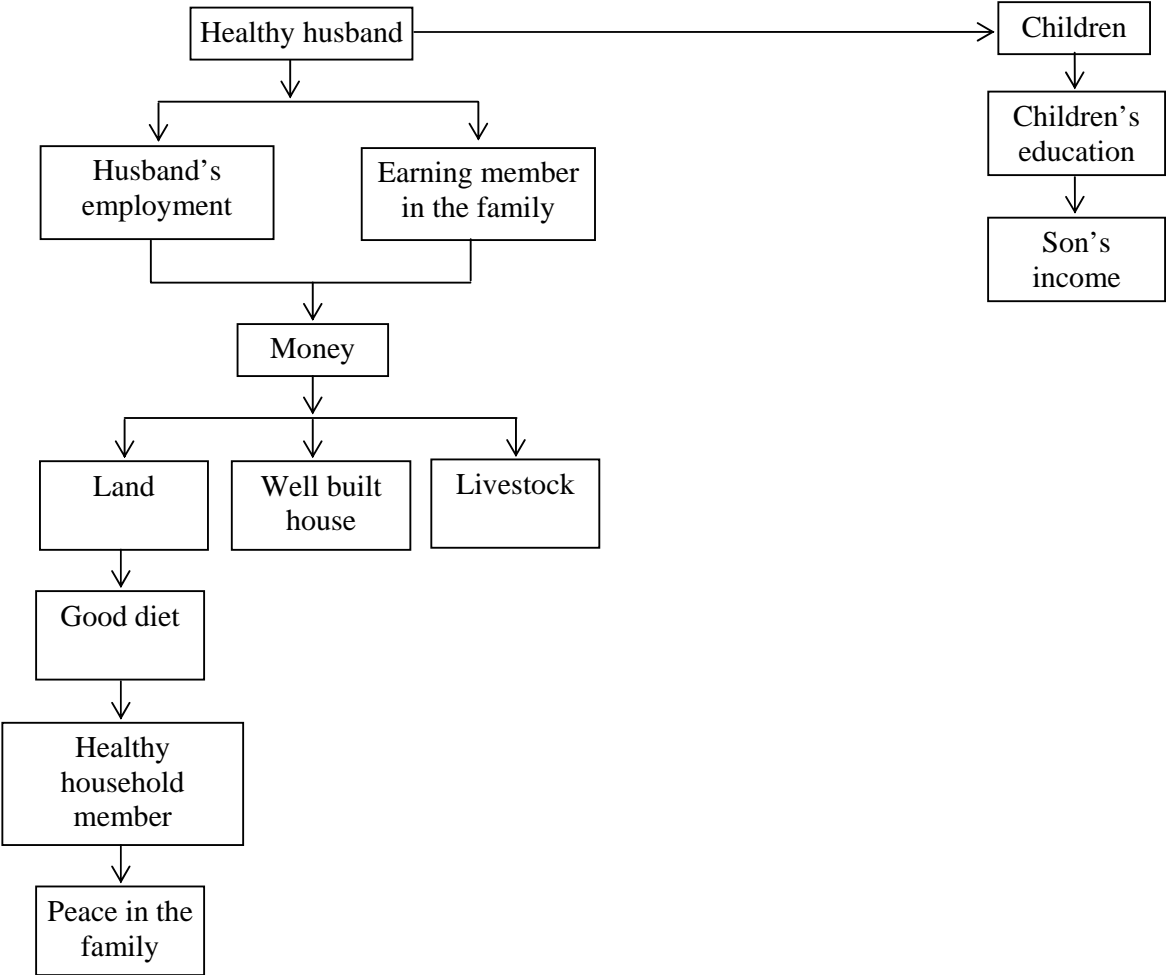 Healthy husband
Children
Children’s
education
Husband’s
employment
Earning member
in the family
Son’s
income
Money
Land
Well built
house
Livestock
Good diet
Healthy
household
member
Peace in the
family